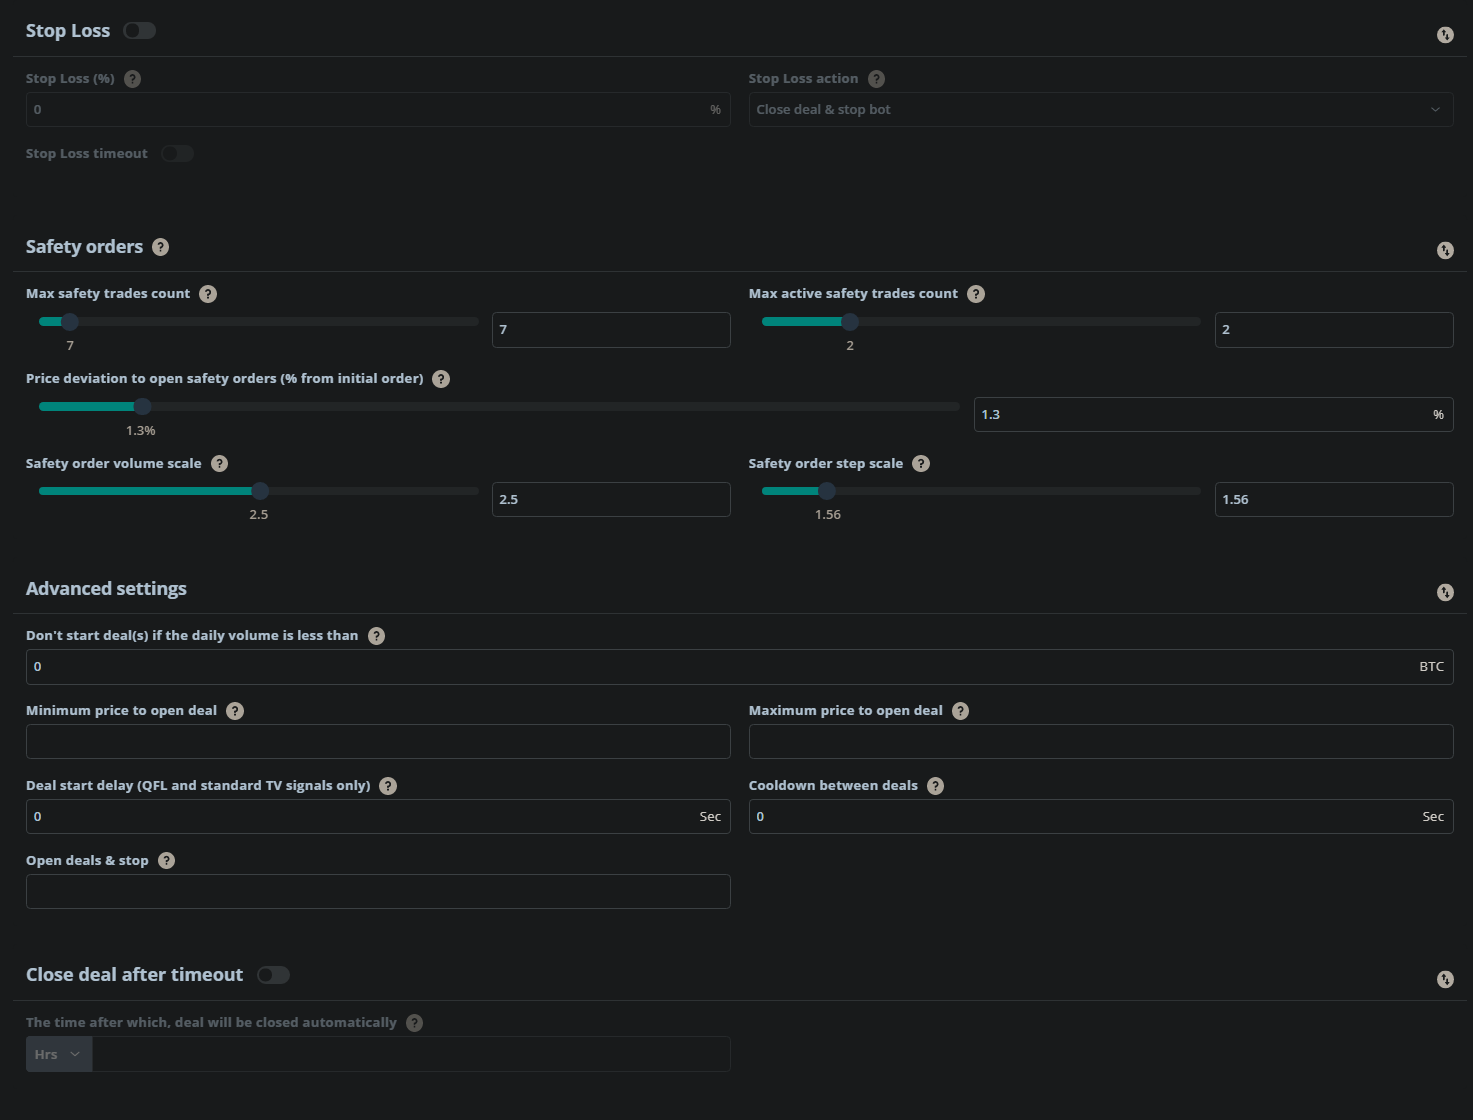 Stop Loss
Stop Loss (%) ?
Stop Loss action ?
0 %
Close deal & stop bot
Stop Loss timeout
Safety orders ?
Max safety trades count ?
Max active safety trades count ?
7
7
2
2
Price deviation to open safety orders (% from initial order) ?
1.3 %
1.3%
Safety order volume scale ?
Safety order step scale ?
2.5
2.5
1.56
1.56
Advanced settings
Don't start deal(s) if the daily volume is less than ?
0 BTC
Minimum price to open deal ?
Maximum price to open deal ?
Deal start delay (QFL and standard TV signals only) ?
Cooldown between deals ?
0 Sec
0 Sec
Open deals & stop ?
Close deal after timeout
The time after which, deal will be closed automatically ?
Hrs